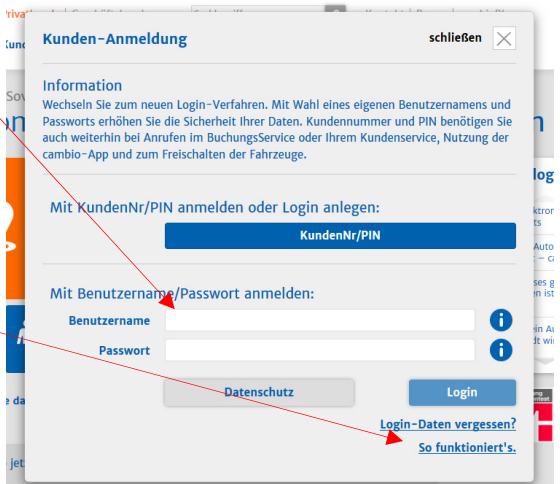 Kunden-Anmeldung
schließen
Information
Wechseln Sie zum neuen Login-Verfahren. Mit Wahl eines eigenen Benutzernamens und
Passworts erhöhen Sie die Sicherheit Ihrer Daten. Kundennummer und PIN benötigen Sie
auch weiterhin bei Anrufen im BuchungsService oder Ihrem Kundenservice, Nutzung der
cambio-App und zum Freischalten der Fahrzeuge.
Mit KundenNr/PIN anmelden oder Login anlegen:
KundenNr/PIN
Mit Benutzername/Passwort anmelden:
Benutzername
Passwort
Datenschutz
Login
Login-Daten vergessen?
So funktioniert's.